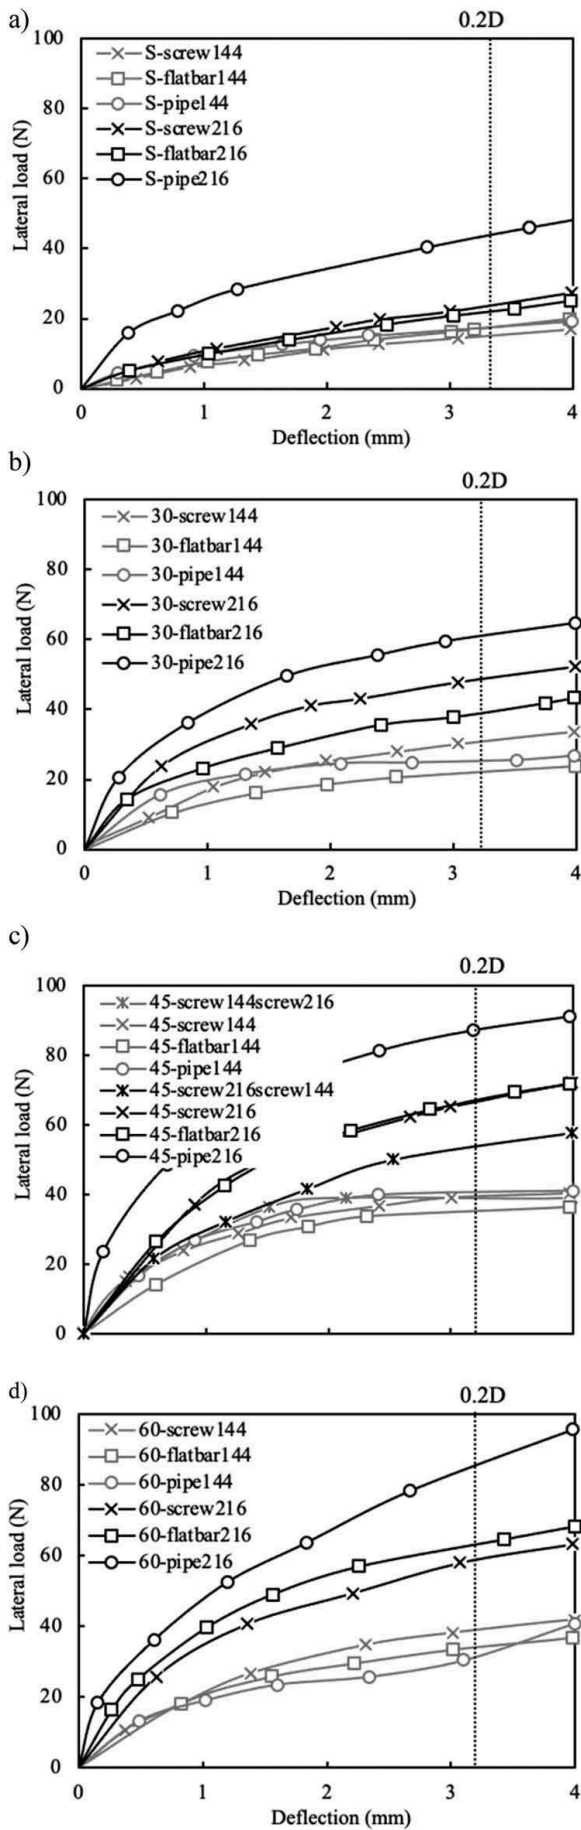 a)
0.2D
100
S-screw144
S-flatbar144
80
S-pipe144
S-screw216
S-flatbar216
60
S-pipe216
Lateral load (N)
40
20
0
0 1 2 3 4
Deflection (mm)
b)
0.2D
100
30-screw144
30-flatbar144
80
30-pipe144
30-screw216
30-flatbar216
60
30-pipe216
Lateral load (N)
40
20
0
0 1 2 3 4
Deflection (mm)
c)
0.2D
100
45-screw144screw216
45-screw144
45-flatbar144
80
45-pipe144
45-screw216screw144
45-screw216
60
45-flatbar216
45-pipe216
Lateral load (N)
40
20
0
d)
0.2D
100
60-screw144
60-flatbar144
80
60-pipe144
60-screw216
60-flatbar216
60
60-pipe216
Lateral load (N)
40
20
0
0 1 2 3 4
Deflection (mm)